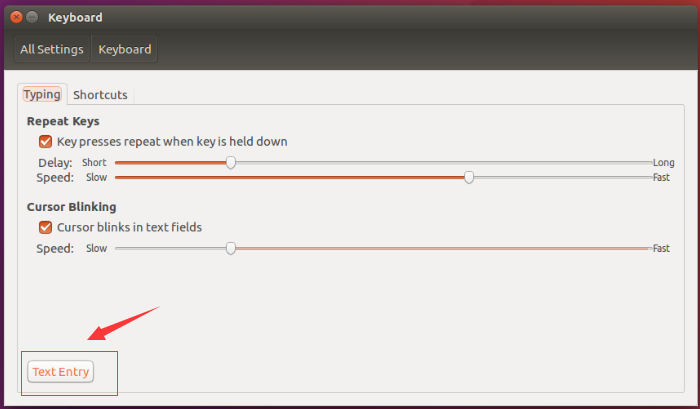 Keyboard
All Settings Keyboard
Typing Shortcuts
Repeat Keys
Key presses repeat when key is held down
Delay: Short Long
Speed: Slow Fast
Cursor Blinking
Cursor blinks in text fields
Speed: Slow Fast
Text Entry